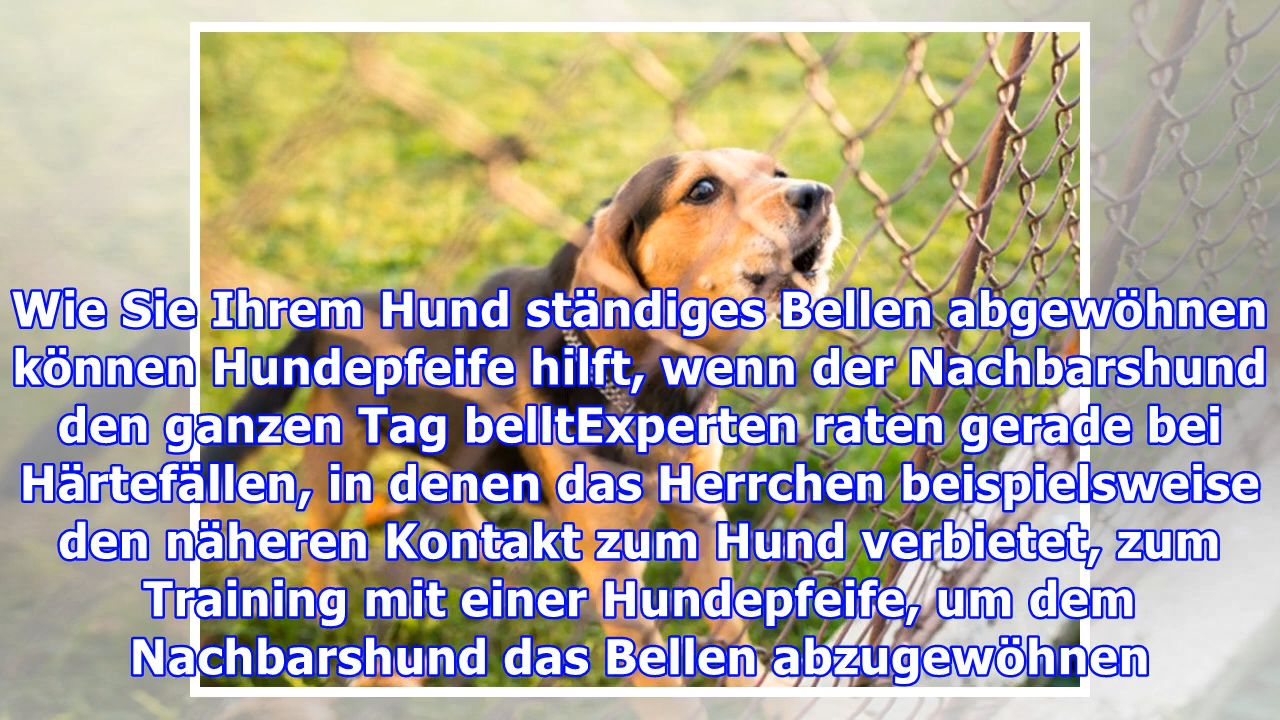 Wie Sie Ihrem Hund ständiges Bellen abgewöhnen
können Hundepfeife hilft, wenn der Nachbarshund
den ganzen Tag belltExperten raten gerade bei
Härtefällen, in denen das Herrchen beispielsweise
den näheren Kontakt zum Hund verbietet, zum
Training mit einer Hundepfeife, um dem
Nachbarshund das Bellen abzugewöhnen